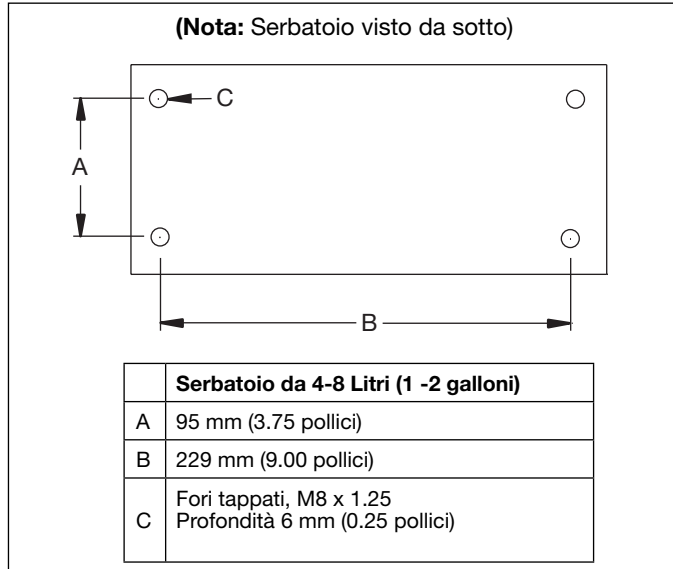 (Nota: Serbatoio visto da sotto)
C
A
B
Serbatoio da 4-8 Litri (1 -2 galloni)
A 95 mm (3.75 pollici)
B 229 mm (9.00 pollici)
C Fori tappati, M8 x 1.25
Profondità 6 mm (0.25 pollici)